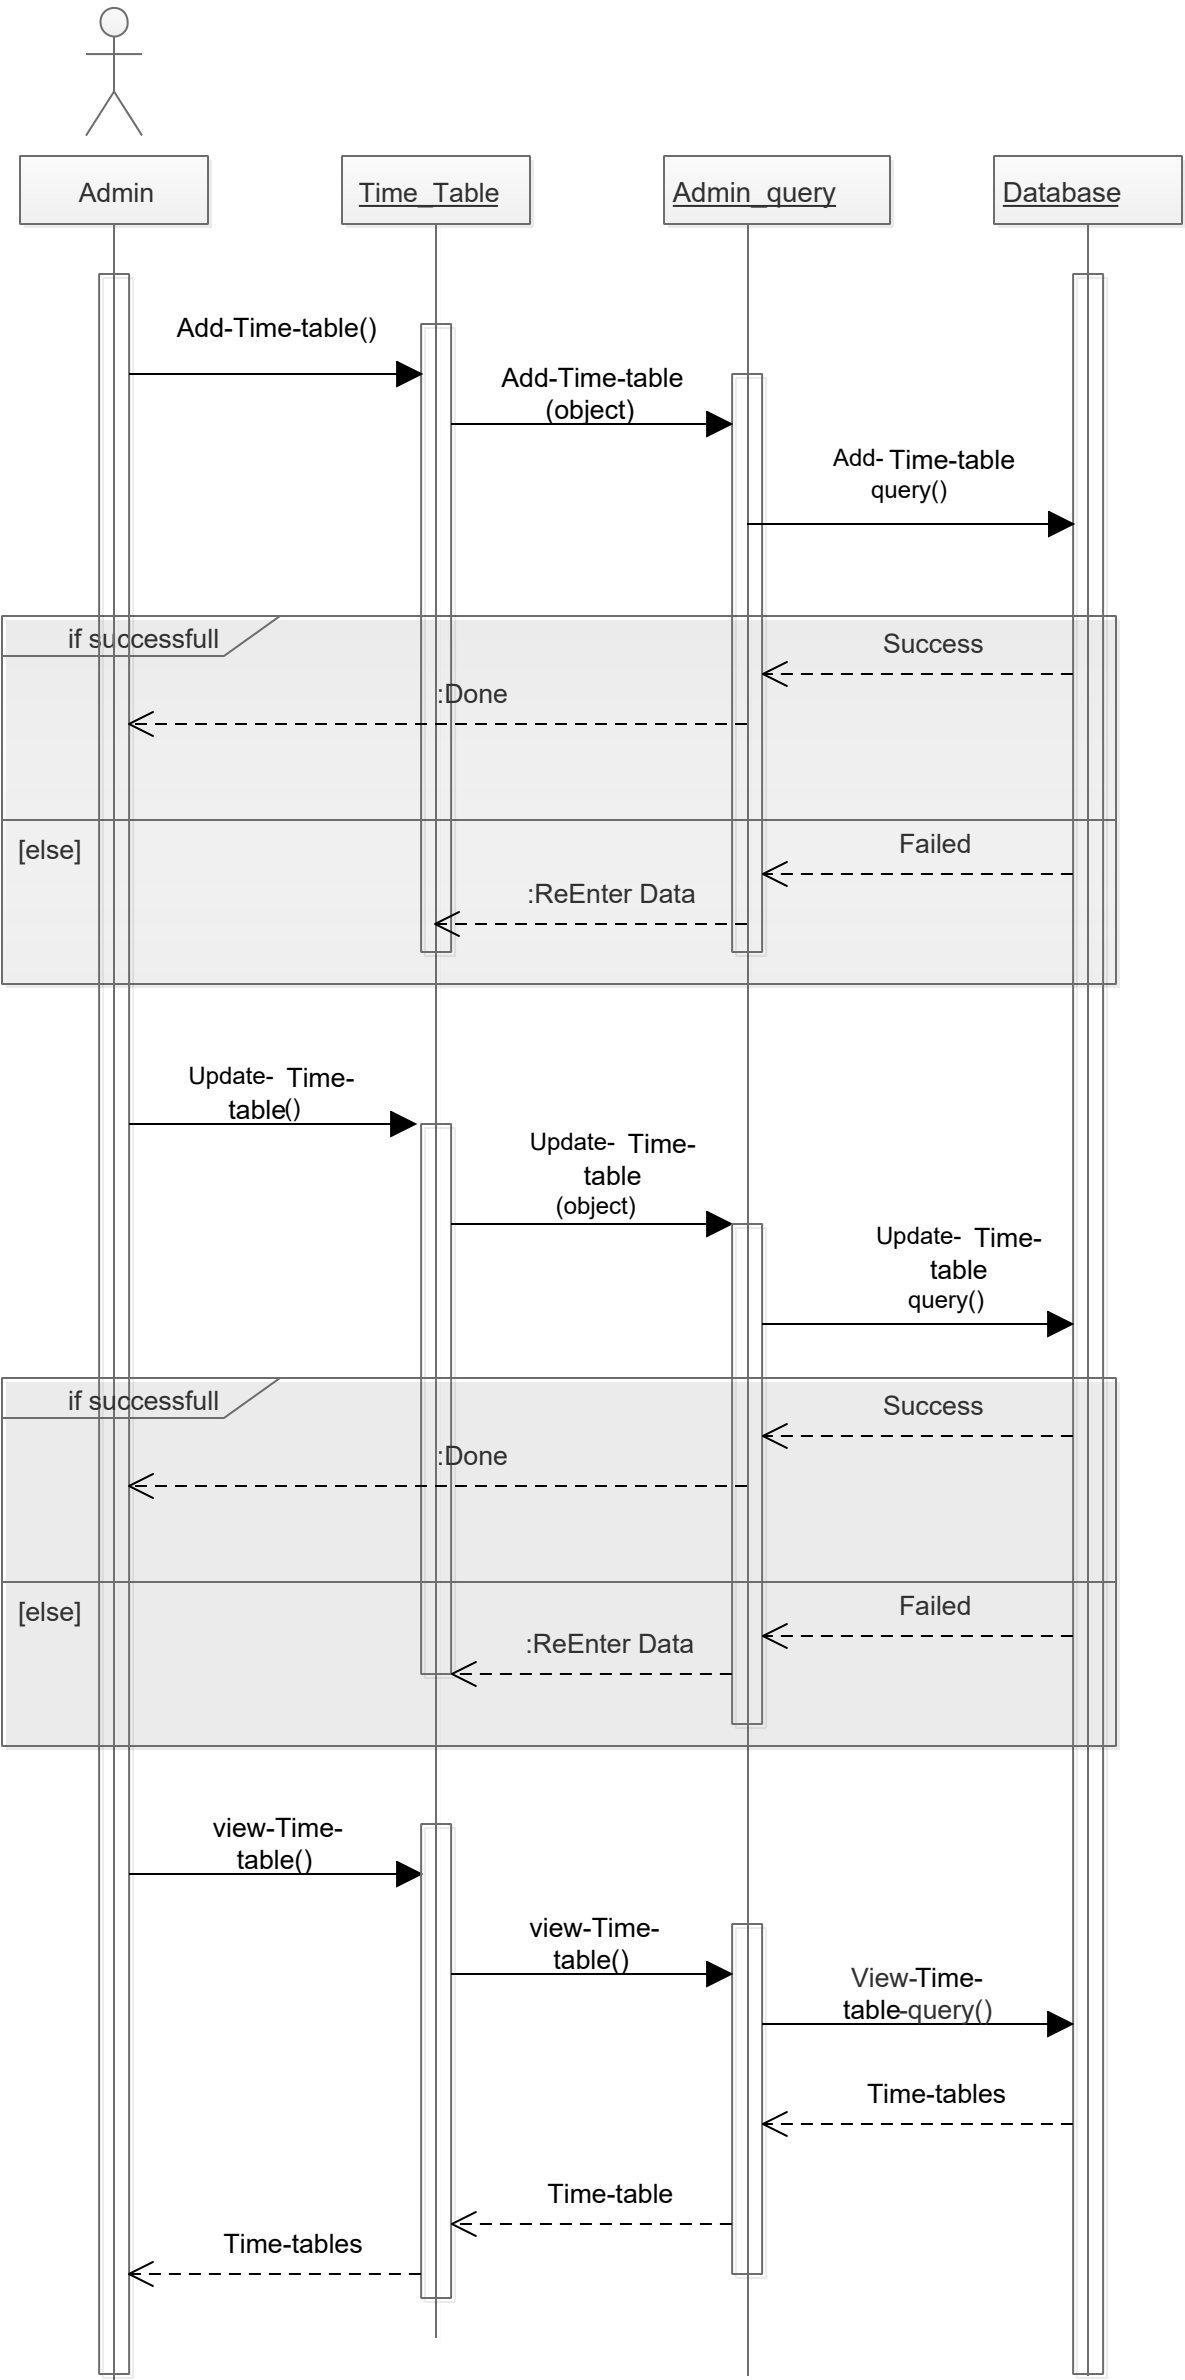 Admin
Time_Table
Admin_query
Database
Add-Time-table()
Add-Time-table
(object)
Add- Time-table
query()
if successfull
Success
:Done
[else]
Failed
:ReEnter Data
Update- Time-
table()
Update- Time-
table
(object)
Update- Time-
table
query()
if successfull
Success
:Done
[else]
Failed
:ReEnter Data
view-Time-
table()
view-Time-
table()
View-Time-
table-query()
Time-tables
Time-table
Time-tables